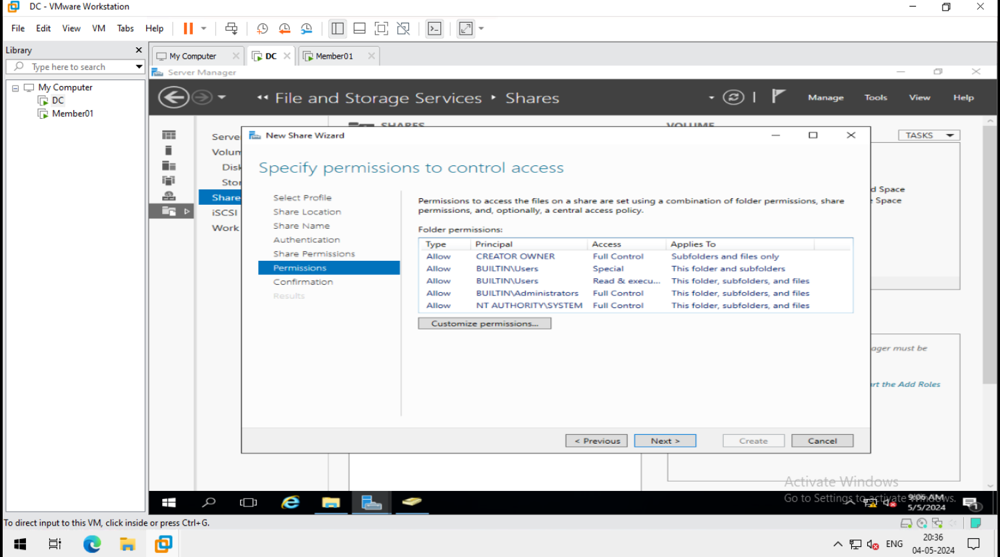 DC - VMware Workstation
File Edit View VM Tabs Help
Library
Type here to search
My Computer
DC
Member01
My Computer DC Member01
Server Manager
File and Storage Services Shares
Manage Tools View Help
SHARES
VOLUME
TASKS
Serve
Volum
Disk
Stor
Share
iSCSI
Work
New Share Wizard
Specify permissions to control access
Select Profile
Share Location
Share Name
Authentication
Share Permissions
Permissions
Confirmation
Results
Permissions to access the files on a share are set using a combination of folder permissions, share
permissions, and, optionally, a central access policy.
Folder permissions:
Type Principal Access Applies To
Allow CREATOR OWNER Full Control Subfolders and files only
Allow BUILTIN\Users Special This folder and subfolders
Allow BUILTIN\Users Read & execu... This folder, subfolders, and files
Allow BUILTIN\Administrators Full Control This folder, subfolders, and files
Allow NT AUTHORITY\SYSTEM Full Control This folder, subfolders, and files
Customize permissions...
< Previous Next > Create Cancel
d Space
Space
ager must be
rt the Add Roles
Activate Windows
Go to Settings to activate Windows.
9:06 AM
5/5/2024
1
To direct input to this VM, click inside or press Ctrl+G.
ENG
20:36
04-05-2024